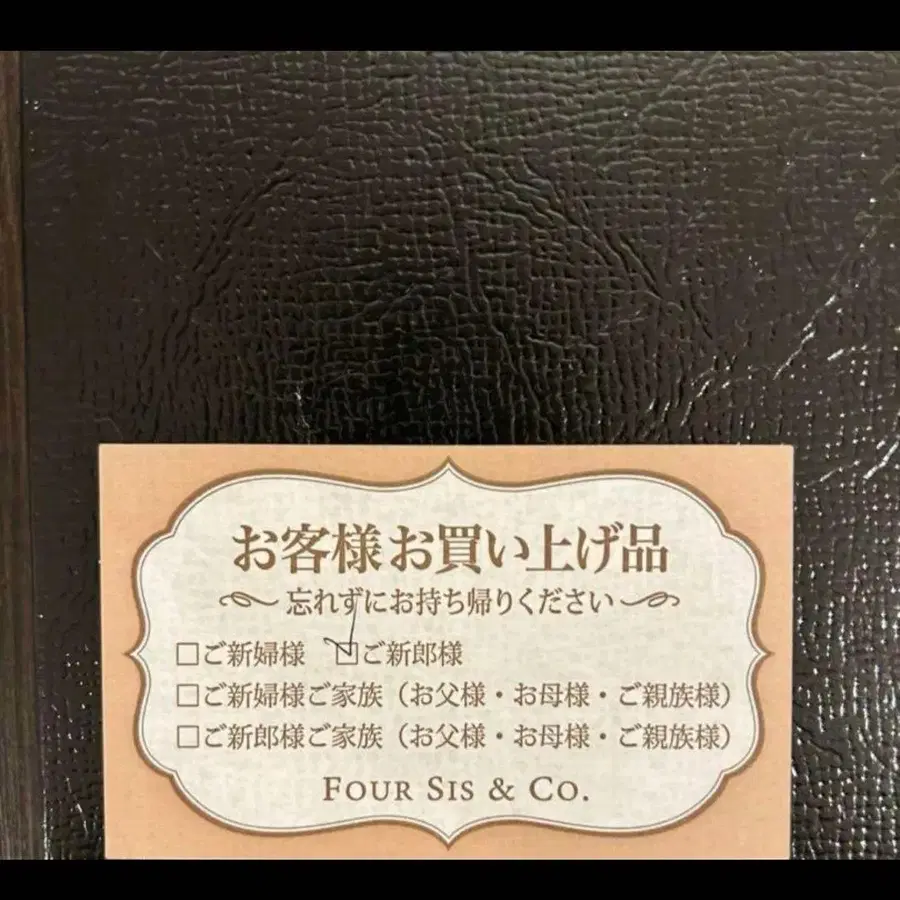 お客様お買い上げ品
忘れずにお持ち帰りください
□ご新婦様 ☑ご新郎様
□ご新婦様ご家族（お父様・お母様・ご親族様）
□ご新郎様ご家族（お父様・お母様・ご親族様）
FOUR SIS & CO.